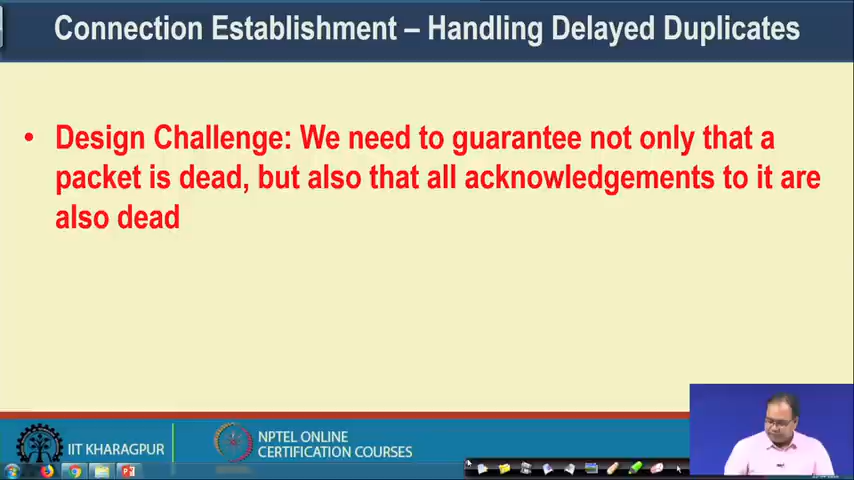 Connection Establishment – Handling Delayed Duplicates
• Design Challenge: We need to guarantee not only that a
packet is dead, but also that all acknowledgements to it are
also dead
IIT KHARAGPUR
NPTEL ONLINE
CERTIFICATION COURSES